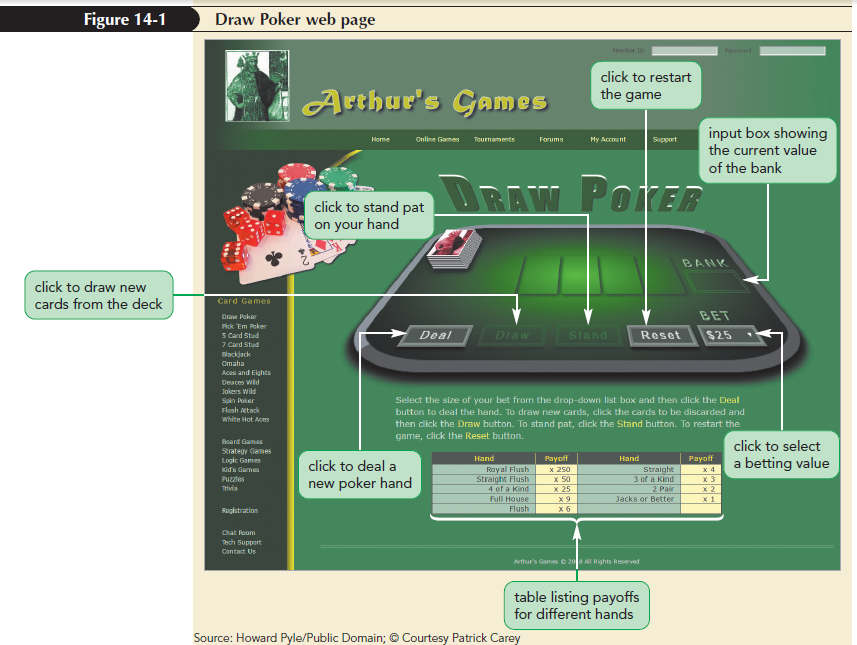 Figure 14-1
Draw Poker web page
Member ID
Password
Arthur's Games
click to restart
the game
Home Online Games Tournaments Forums My Account Support
input box showing
the current value
of the bank
DRAW POKER
click to stand pat
on your hand
BANK
click to draw new
cards from the deck
Card Games
Draw Poker
Pick 'Em Poker
5 Card Stud
7 Card Stud
Blackjack
Omaha
Aces and Eights
Deuces Wild
Jokers Wild
Spin Poker
Flush Attack
White Hot Aces
Board Games
Strategy Games
Logic Games
Kid's Games
Puzzles
Trivia
Registration
Chat Room
Tech Support
Contact Us
BET
Deal Draw Stand Reset $25
Select the size of your bet from the drop-down list box and then click the Deal
button to deal the hand. To draw new cards, click the cards to be discarded and
then click the Draw button. To stand pat, click the Stand button. To restart the
game, click the Reset button.
click to select
a betting value
click to deal a
new poker hand
Hand Payoff Hand Payoff
Royal Flush x 250 Straight x 4
Straight Flush x 50 3 of a Kind x 3
4 of a Kind x 25 2 Pair x 2
Full House x 9 Jacks or Better x 1
Flush x 6
Arthur's Games © All Rights Reserved
table listing payoffs
for different hands
Source: Howard Pyle/Public Domain; © Courtesy Patrick Carey